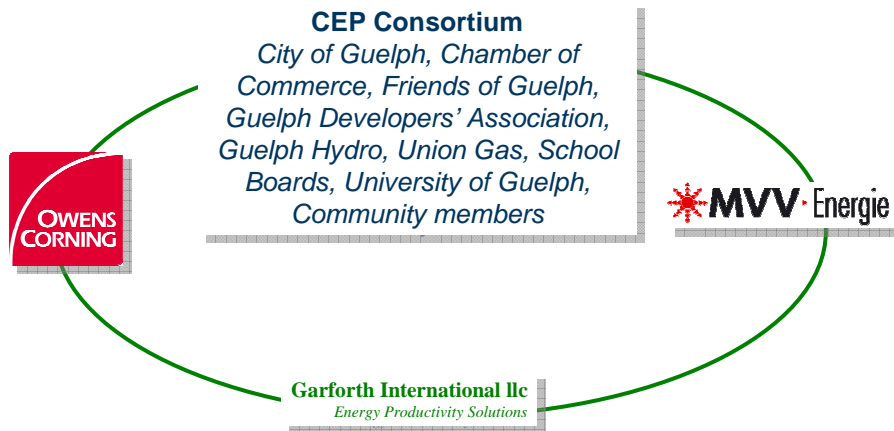 CEP Consortium
City of Guelph, Chamber of
Commerce, Friends of Guelph,
Guelph Developers’ Association,
Guelph Hydro, Union Gas, School
Boards, University of Guelph,
Community members
OWENS
CORNING
MVV Energie
Garforth International llc
Energy Productivity Solutions